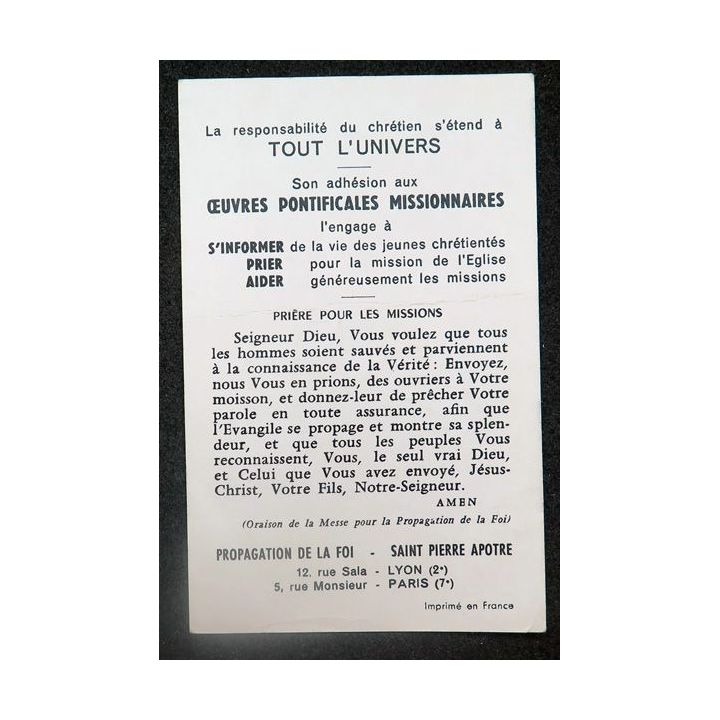 La responsabilité du chrétien s'étend à
TOUT L'UNIVERS
Son adhésion aux
ŒUVRES PONTIFICALES MISSIONNAIRES
l'engage à
S'INFORMER de la vie des jeunes chrétientés
PRIER pour la mission de l'Eglise
AIDER généreusement les missions
PRIÈRE POUR LES MISSIONS
Seigneur Dieu, Vous voulez que tous
les hommes soient sauvés et parviennent
à la connaissance de la Vérité : Envoyez,
nous Vous en prions, des ouvriers à Votre
moisson, et donnez-leur de prêcher Votre
parole en toute assurance, afin que
l'Evangile se propage et montre sa splen-
deur, et que tous les peuples Vous
reconnaissent, Vous, le seul vrai Dieu,
et Celui que Vous avez envoyé, Jésus-
Christ, Votre Fils, Notre-Seigneur.
AMEN
(Oraison de la Messe pour la Propagation de la Foi)
PROPAGATION DE LA FOI - SAINT PIERRE APOTRE
12, rue Sala - LYON (2e)
5, rue Monsieur - PARIS (7e)
Imprimé en France